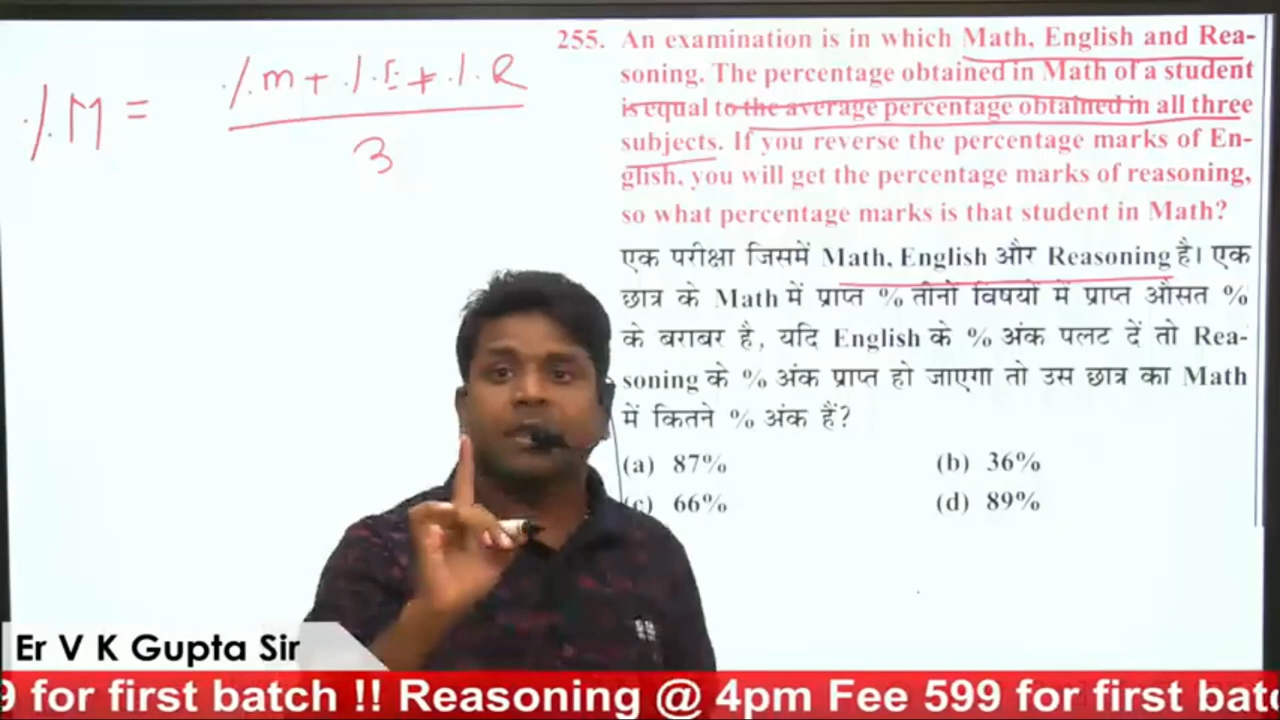 % M = % m + % E + % R
3
255. An examination is in which Math, English and Rea-
soning. The percentage obtained in Math of a student
is equal to the average percentage obtained in all three
subjects. If you reverse the percentage marks of En-
glish, you will get the percentage marks of reasoning,
so what percentage marks is that student in Math?
एक परीक्षा जिसमें Math, English और Reasoning है। एक
छात्र के Math में प्राप्त % तीनों विषयों में प्राप्त औसत %
के बराबर है, यदि English के % अंक पलट दें तो Rea-
soning के % अंक प्राप्त हो जाएगा तो उस छात्र का Math
में कितने % अंक हैं?
(a) 87% (b) 36%
(c) 66% (d) 89%
Er V K Gupta Sir
9 for first batch !! Reasoning @ 4pm Fee 599 for first batc